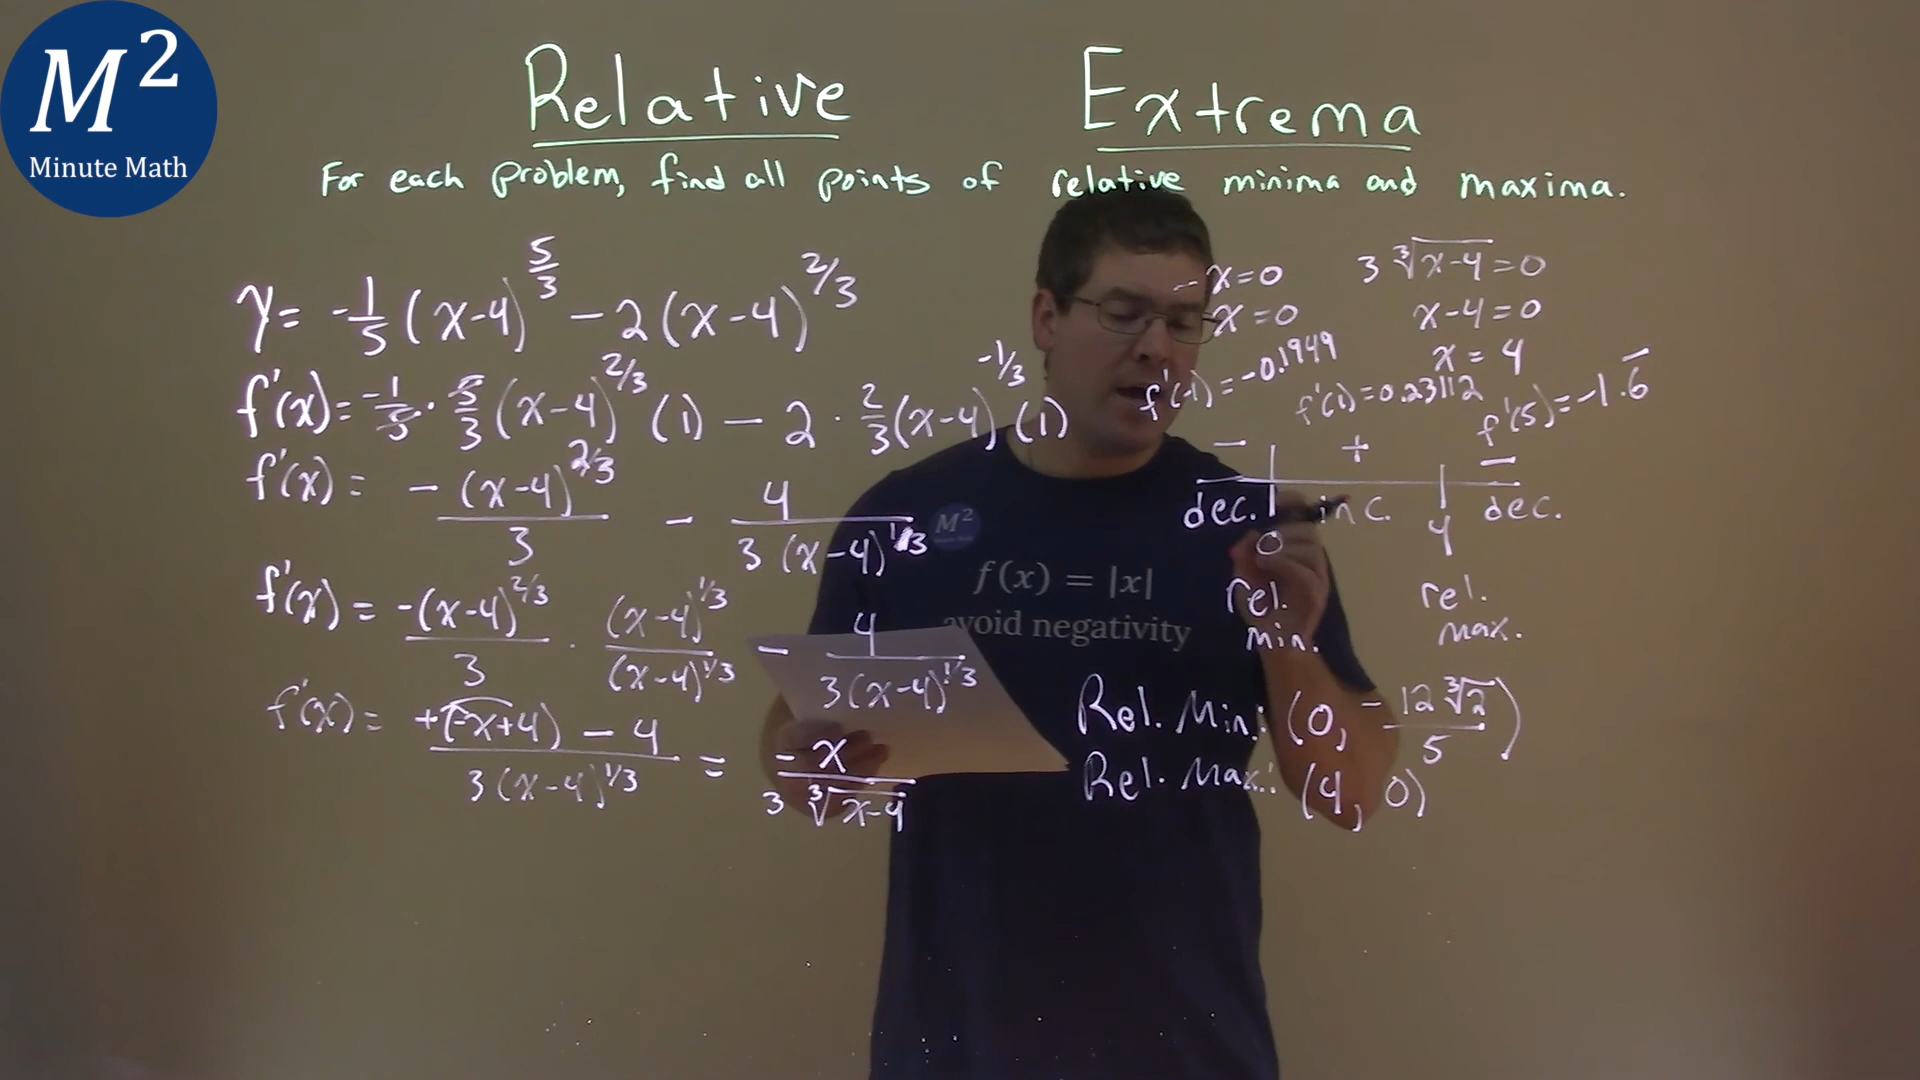 M²
Minute Math
Relative Extrema
For each problem, find all points of relative minima and maxima.
y = -1/5 (x-4)^5/3 - 2(x-4)^2/3
f'(x) = -1/5 · 5/3 (x-4)^2/3 (1) - 2 · 2/3 (x-4)^-1/3 (1)
f'(x) = -(x-4)^2/3 / 3 - 4 / 3(x-4)^1/3
f'(x) = -(x-4)^2/3 / 3 · (x-4)^1/3 / (x-4)^1/3 - 4 / 3(x-4)^1/3
f'(x) = +(-x+4) - 4 / 3(x-4)^1/3 = -x / 3∛x-4
-x=0
x=0
3∛x-4=0
x-4=0
x=4
f'(-1)=-0.1949
f'(1)=0.23112
f'(5)=-1.6̅
- + -
dec. inc. dec.
0 4
rel. min.
rel. max.
Rel. Min.: (0, -12∛2/5)
Rel. Max.: (4, 0)
M²
Minute Math
f(x) = |x|
avoid negativity